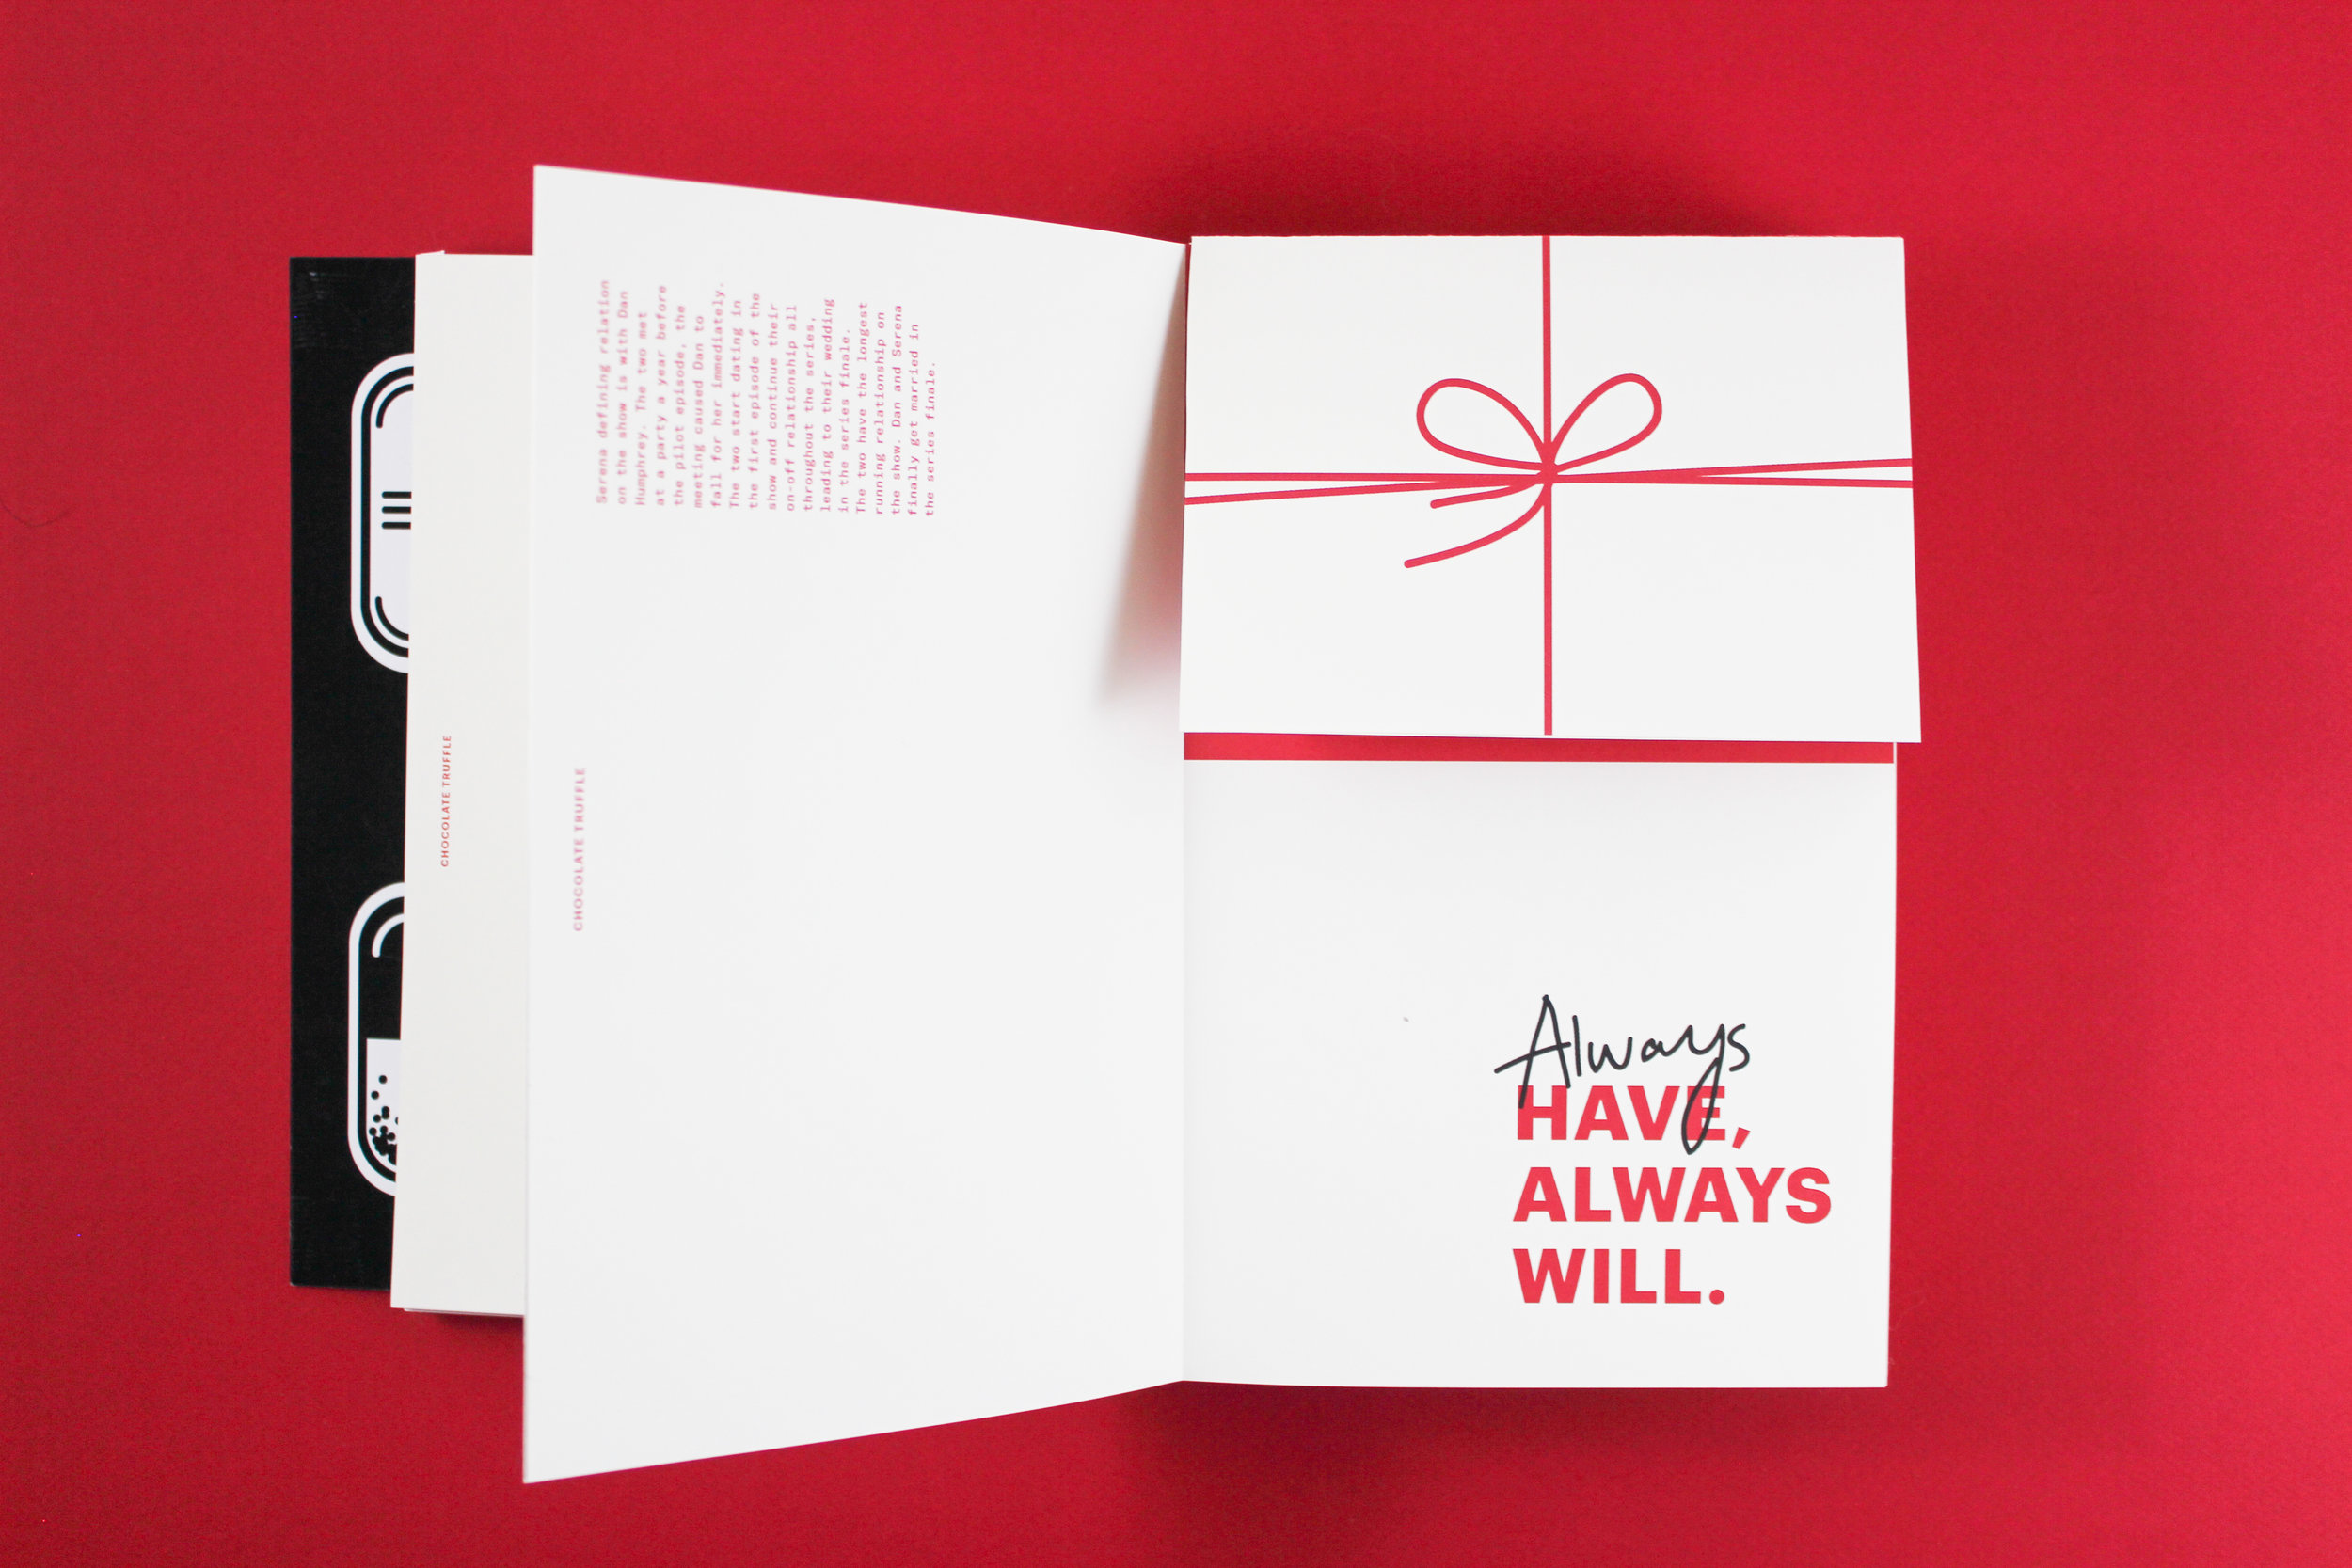 CHOCOLATE TRUFFLE
CHOCOLATE TRUFFLE
Serena defining relation
on the show is with Dan
Humphrey. The two met
at a party a year before
the pilot episode, the
meeting caused Dan to
fall for her immediately.
The two start dating in
the first episode of the
show and continue their
on-off relationship all
throughout the series,
leading to their wedding
in the series finale.
The two have the longest
running relationship on
the show. Dan and Serena
finally get married in
the series finale.
Always
HAVE,
ALWAYS
WILL.